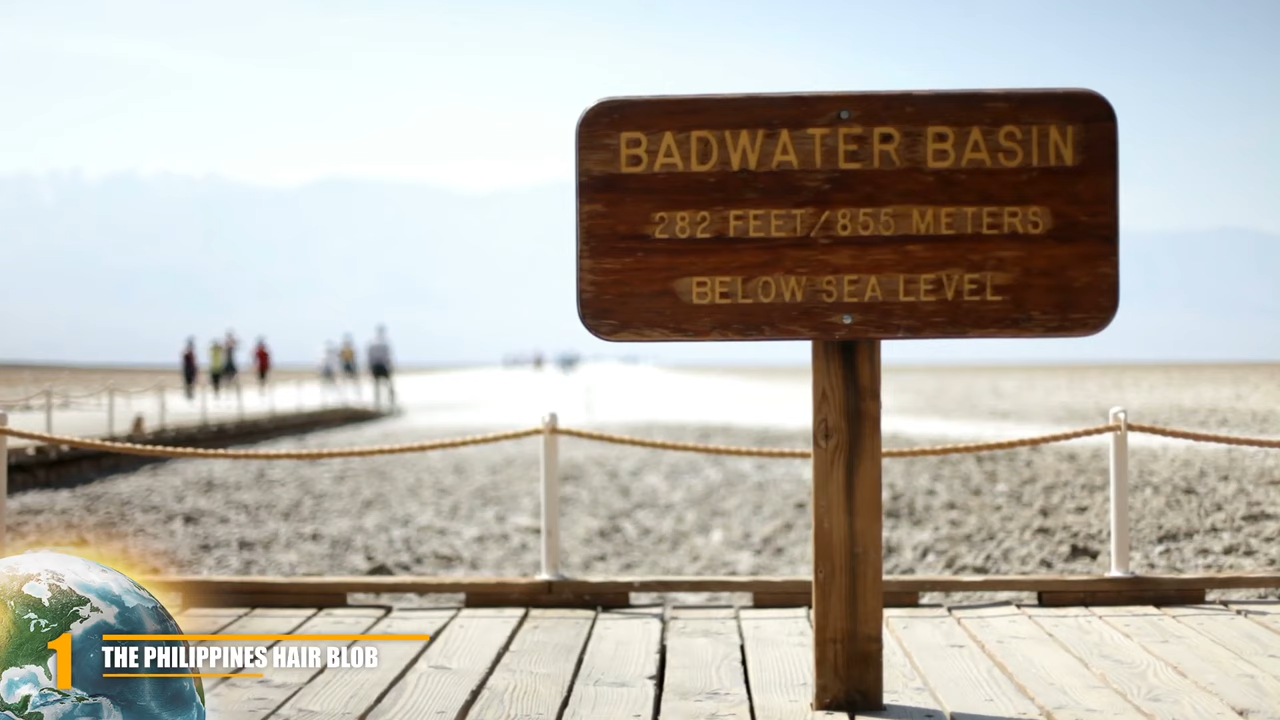 BADWATER BASIN
282 FEET/855 METERS
BELOW SEA LEVEL
1
THE PHILIPPINES HAIR BLOB